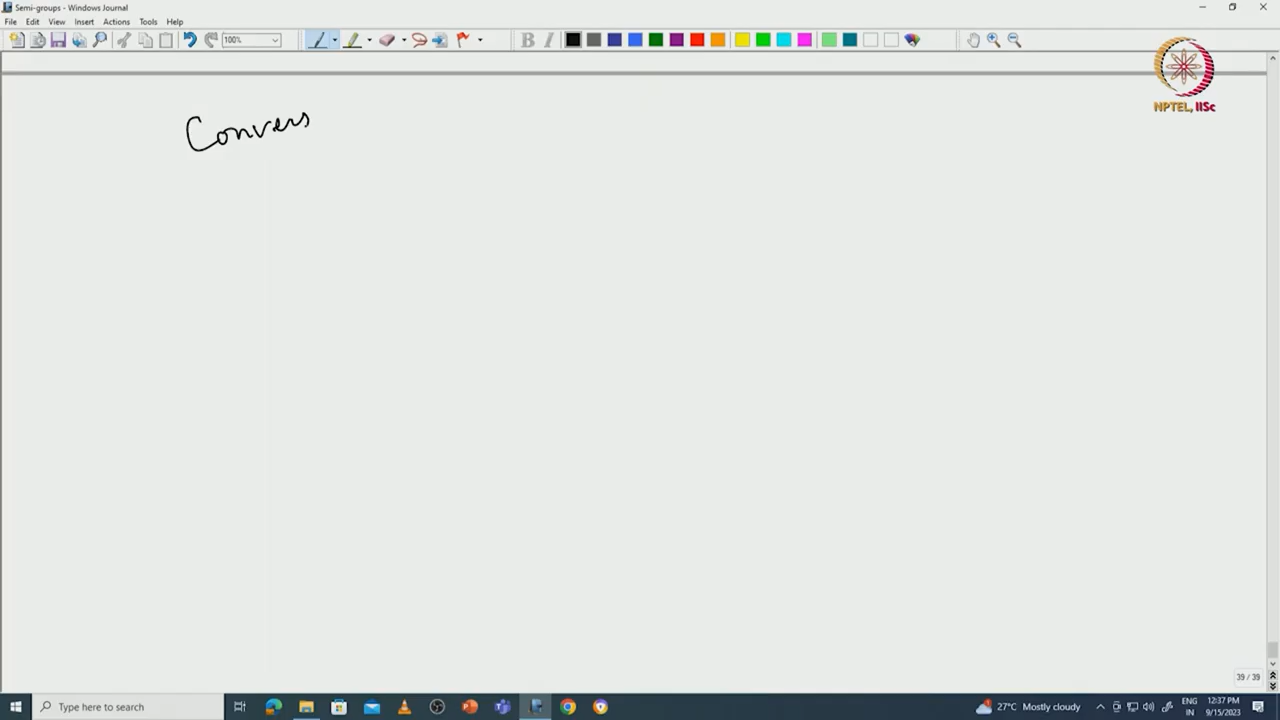 Semi-groups - Windows Journal
File Edit View Insert Actions Tools Help
100%
B I
NPTEL, IISc
Convers
39 / 39
Type here to search
27°C Mostly cloudy
ENG
IN
12:37 PM
9/15/2023